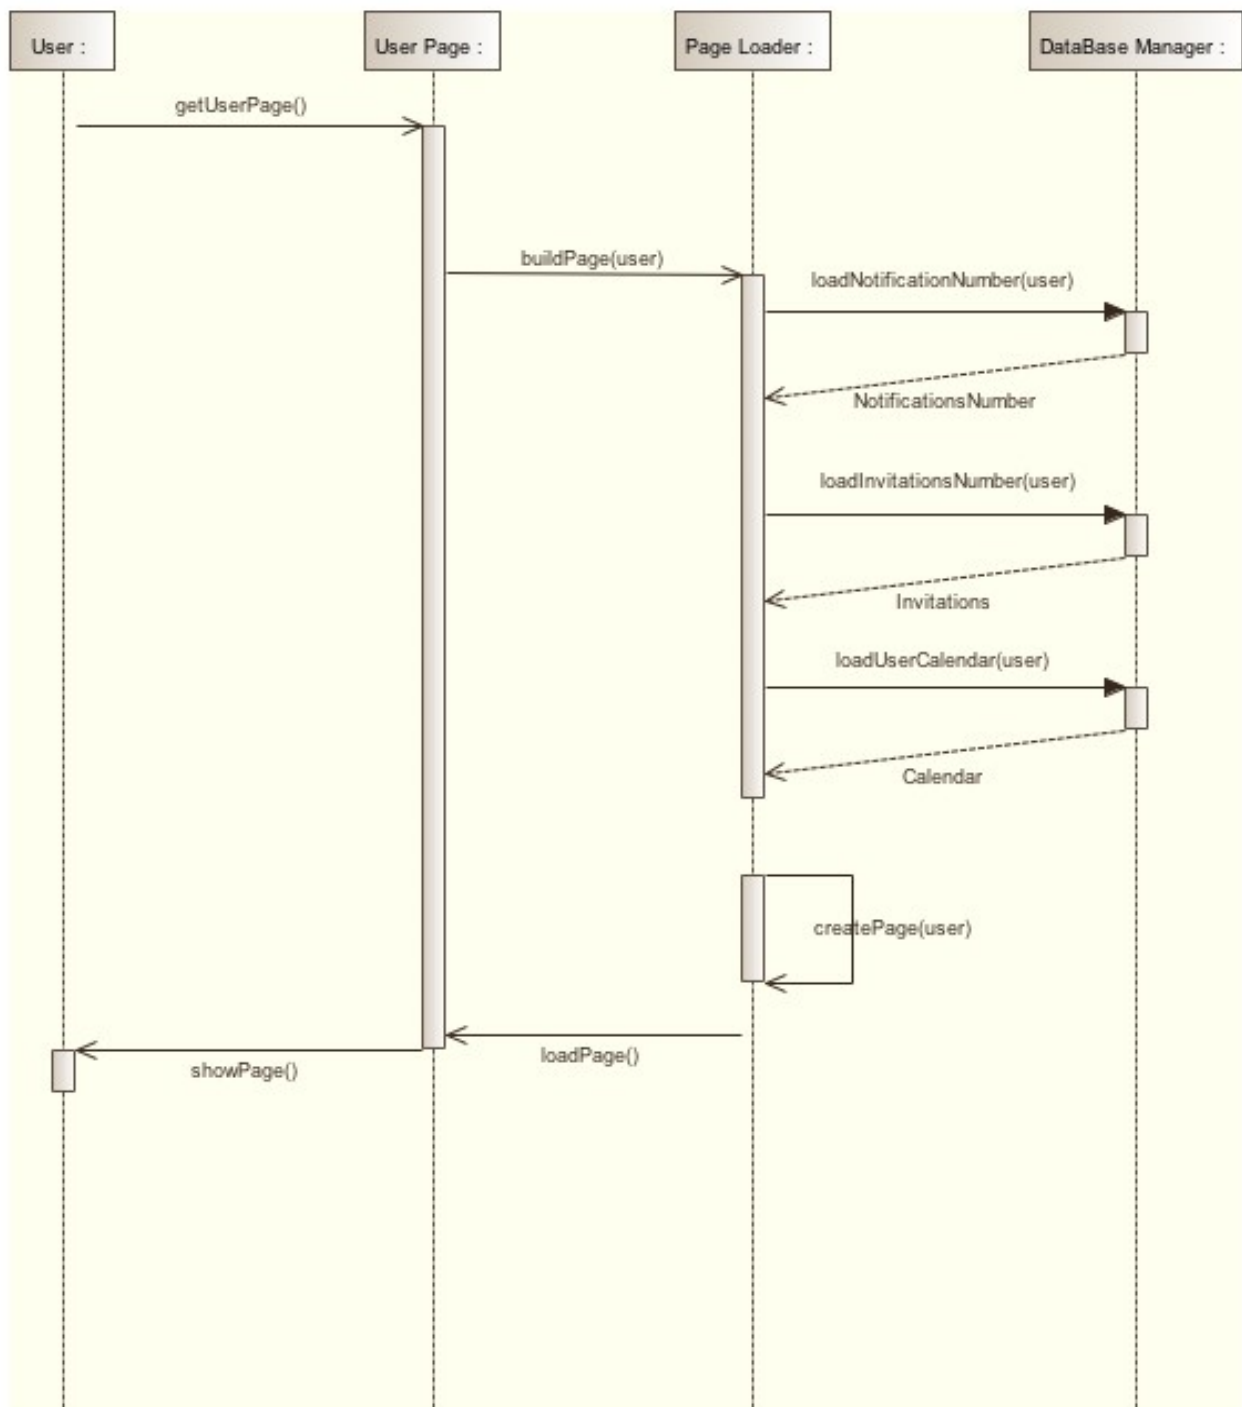 User :
User Page :
Page Loader :
DataBase Manager :
getUserPage()
buildPage(user)
loadNotificationNumber(user)
NotificationsNumber
loadInvitationsNumber(user)
Invitations
loadUserCalendar(user)
Calendar
createPage(user)
loadPage()
showPage()